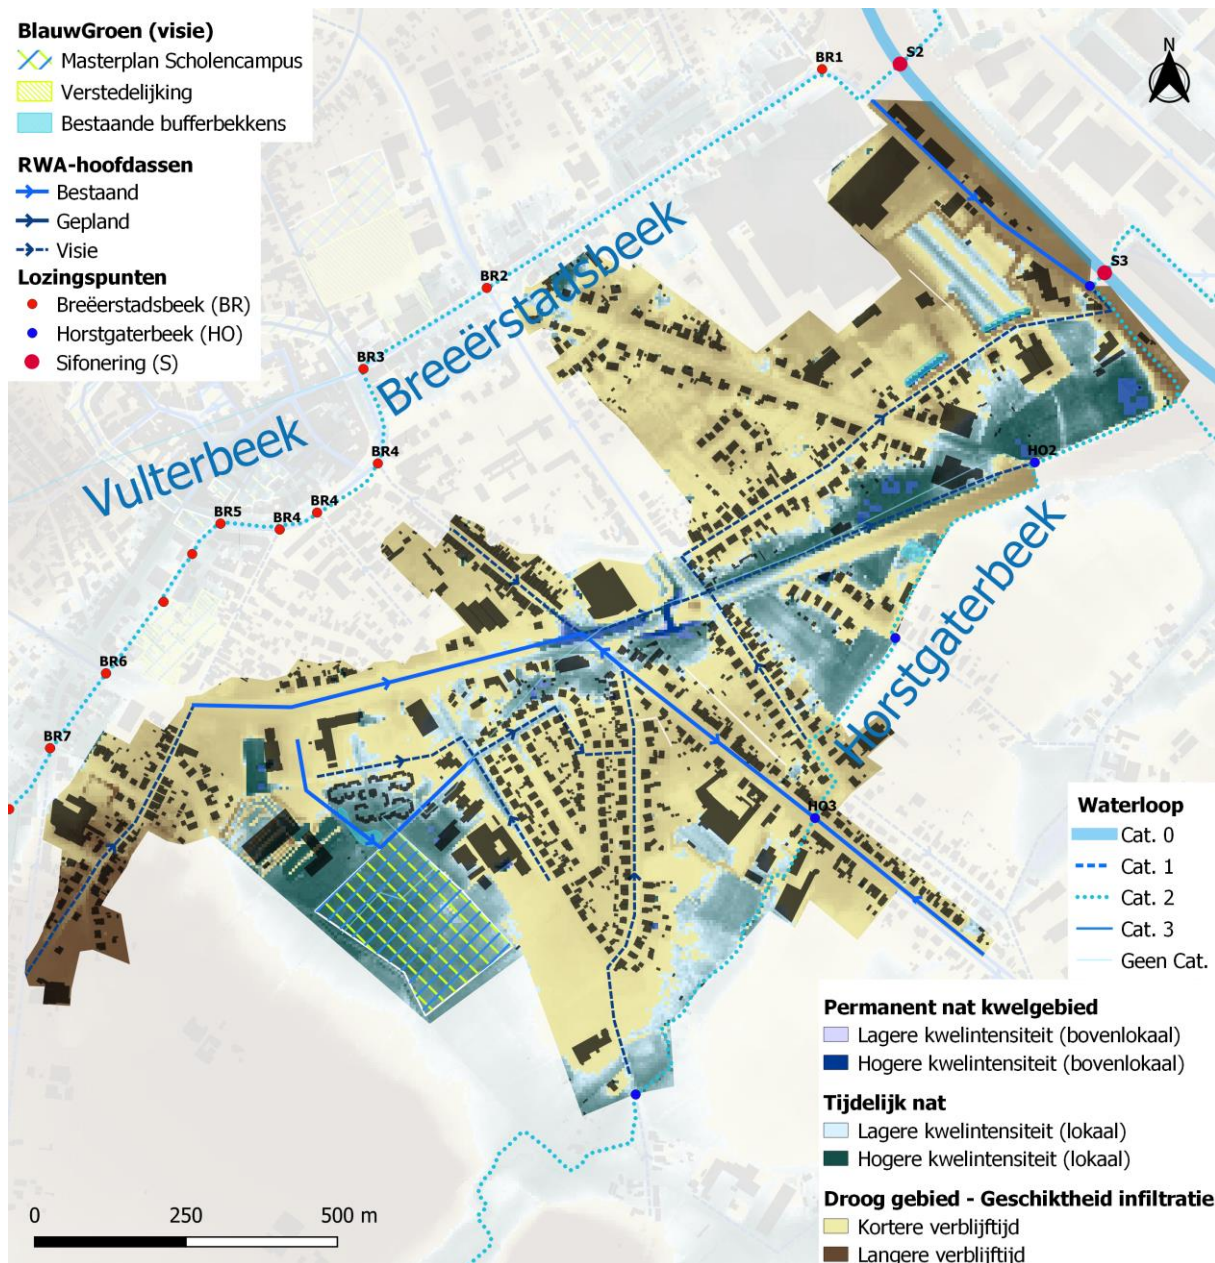 BlauwGroen (visie)
Masterplan Scholencampus
Verstedelijking
Bestaande bufferbekkens
RWA-hoofdassen
Bestaand
Gepland
Visie
Lozingspunten
Breëerstadsbeek (BR)
Horstgaterbeek (HO)
Sifonering (S)
N
S2
BR1
S3
BR2
BR3
Breeërstadsbeek
Vulterbeek
BR4
HO2
BR4
BR5
BR4
Horstgaterbeek
BR6
BR7
HO3
Waterloop
Cat. 0
Cat. 1
Cat. 2
Cat. 3
Geen Cat.
Permanent nat kwelgebied
Lagere kwelintensiteit (bovenlokaal)
Hogere kwelintensiteit (bovenlokaal)
Tijdelijk nat
Lagere kwelintensiteit (lokaal)
Hogere kwelintensiteit (lokaal)
Droog gebied - Geschiktheid infiltratie
Kortere verblijftijd
Langere verblijftijd
0 250 500 m